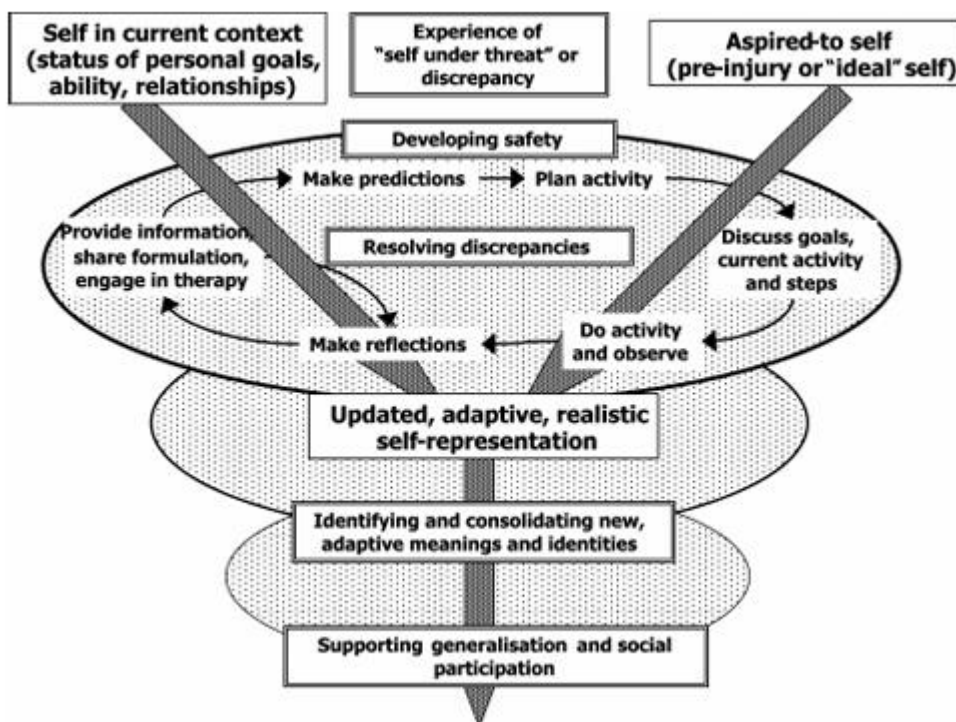 Self in current context
(status of personal goals,
ability, relationships)
Experience of
“self under threat” or
discrepancy
Aspired-to self
(pre-injury or “ideal” self)
Developing safety
Make predictions
Plan activity
Provide information,
share formulation,
engage in therapy
Resolving discrepancies
Discuss goals,
current activity
and steps
Make reflections
Do activity
and observe
Updated, adaptive, realistic
self-representation
Identifying and consolidating new,
adaptive meanings and identities
Supporting generalisation and social
participation